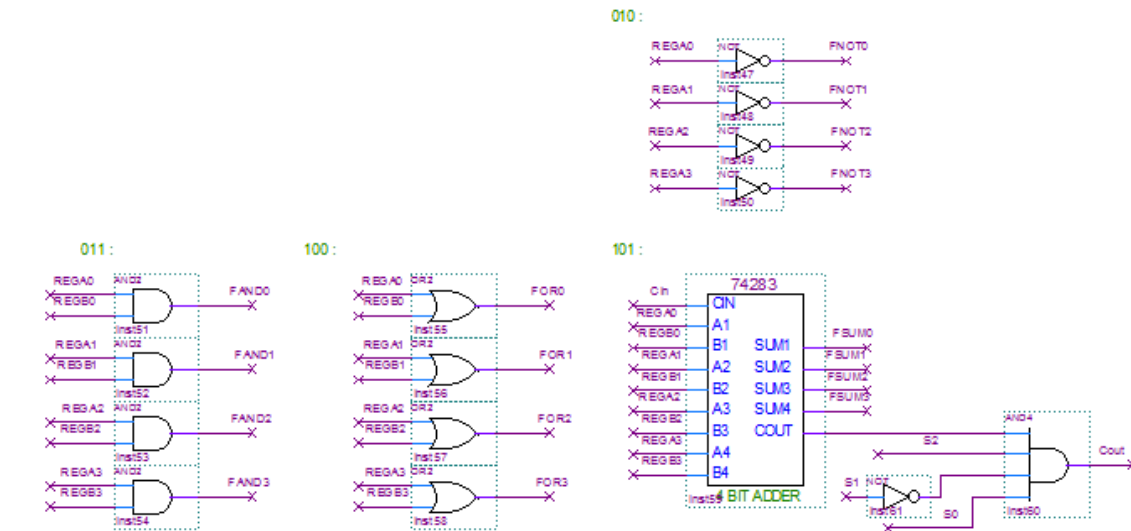 010 :
REGA0 NOT FNOT0
inst47
REGA1 NOT FNOT1
inst48
REGA2 NOT FNOT2
inst49
REGA3 NOT FNOT3
inst50
011 :
REGA0 AND2
REGB0 FAND0
inst51
REGA1 AND2
REGB1 FAND1
inst52
REGA2 AND2
REGB2 FAND2
inst53
REGA3 AND2
REGB3 FAND3
inst54
100 :
REGA0 OR2
REGB0 FOR0
inst55
REGA1 OR2
REGB1 FOR1
inst56
REGA2 OR2
REGB2 FOR2
inst57
REGA3 OR2
REGB3 FOR3
inst58
101 :
74283
Cin CIN
REGA0 A1
REGB0 B1 SUM1 FSUM0
REGA1 A2 SUM2 FSUM1
REGB1 B2 SUM3 FSUM2
REGA2 A3 SUM4 FSUM3
REGB2 B3 COUT
REGA3 A4
REGB3 B4
inst59 4 BIT ADDER
AND4
S2
Cout
S1 NOT
inst61
S0
inst60